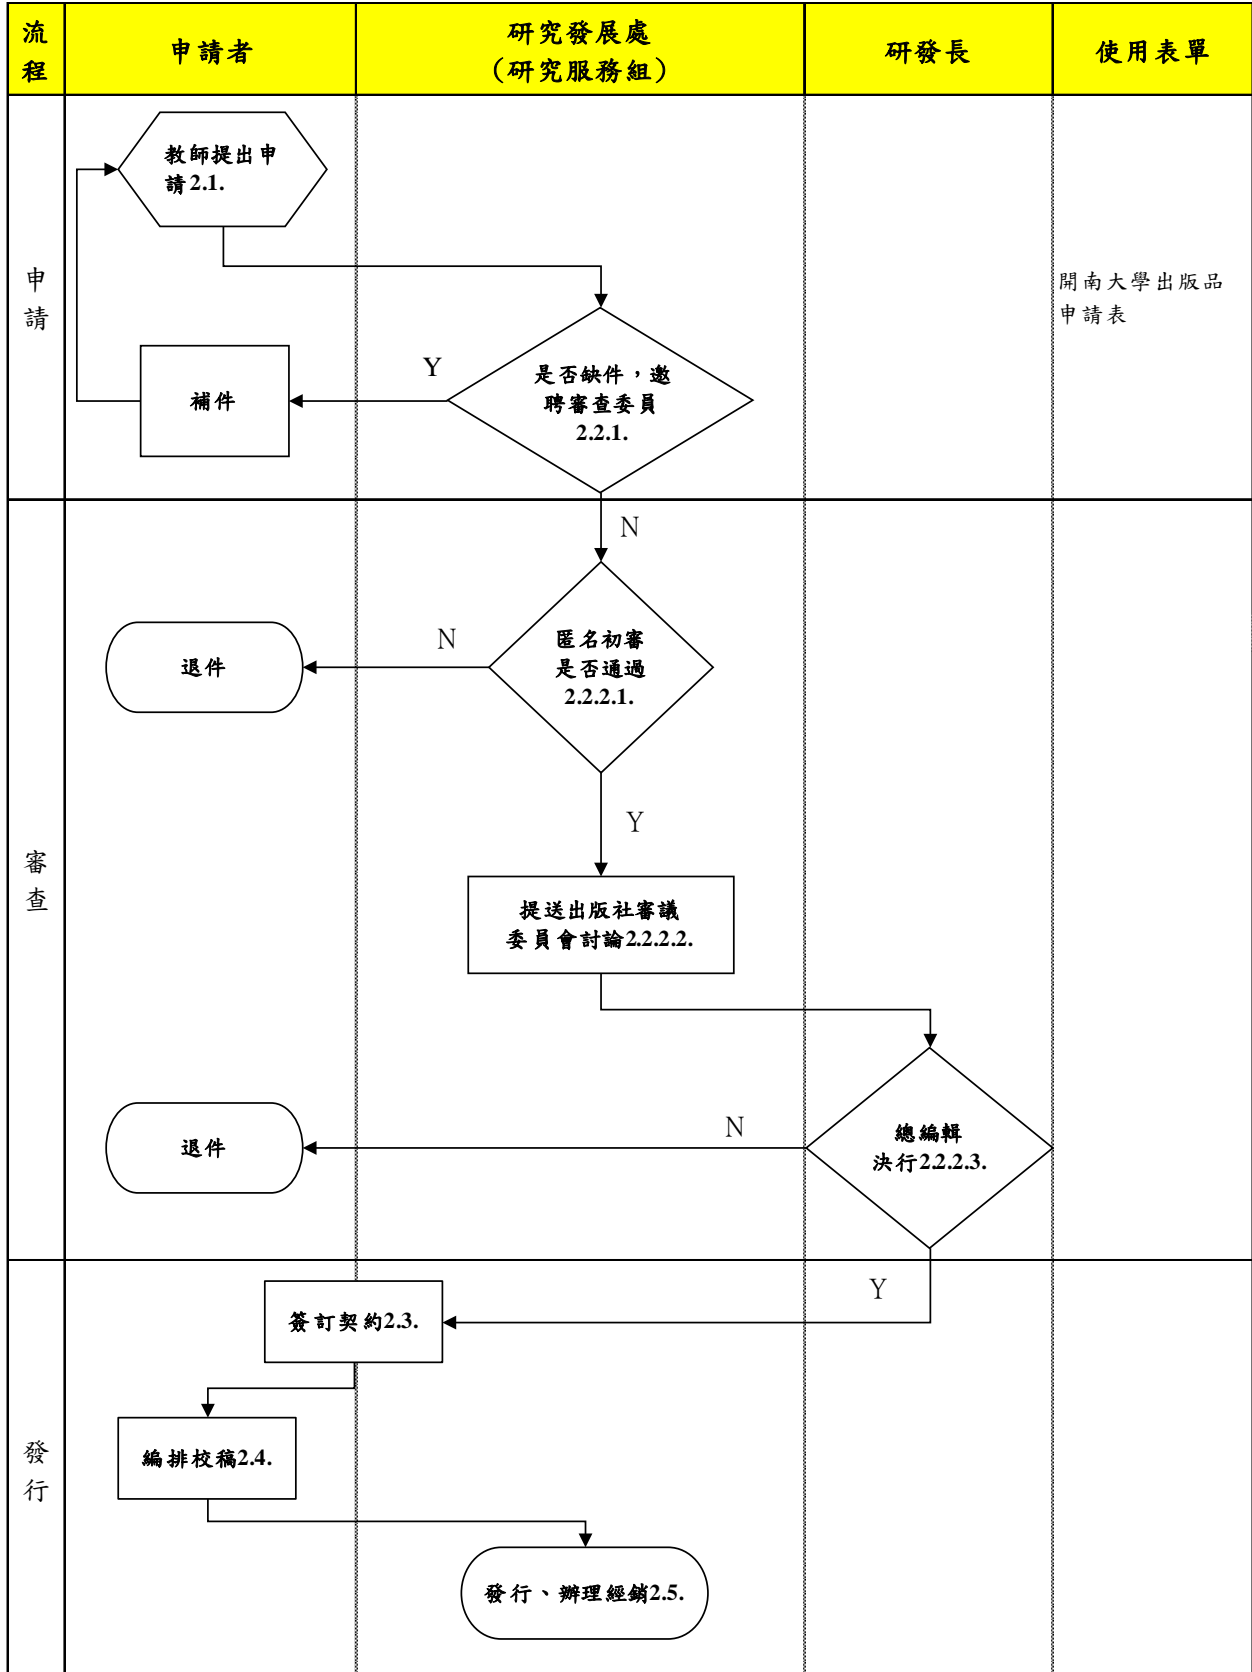 流
程
申請者
研究發展處
(研究服務組)
研發長
使用表單
申
請
教師提出申
請2.1.
開南大學出版品
申請表
補件
Y
是否缺件，邀
聘審查委員
2.2.1.
N
審
查
退件
N
匿名初審
是否通過
2.2.2.1.
Y
提送出版社審議
委員會討論2.2.2.2.
退件
N
總編輯
決行2.2.2.3.
Y
發
行
簽訂契約2.3.
編排校稿2.4.
發行、辦理經銷2.5.